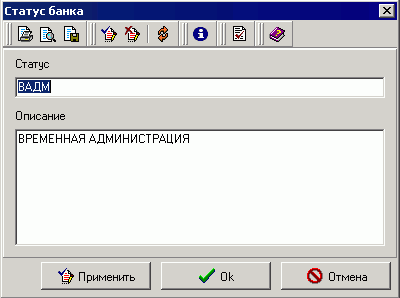 Статус банка
Статус
ВАДМ
Описание
ВРЕМЕННАЯ АДМИНИСТРАЦИЯ
Применить Ok Отмена